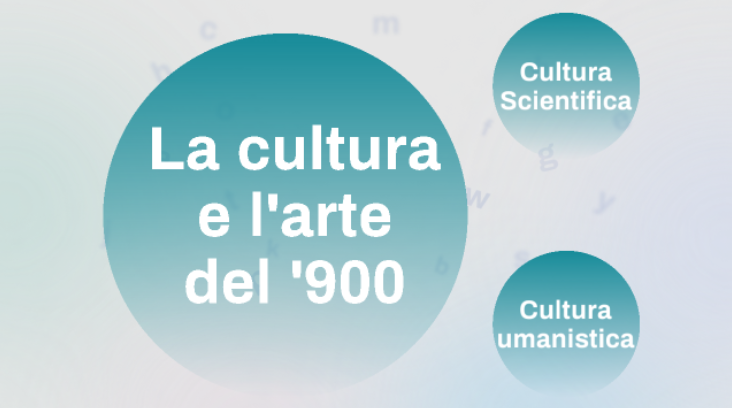 La cultura
e l'arte
del '900
Cultura
Scientifica
Cultura
umanistica